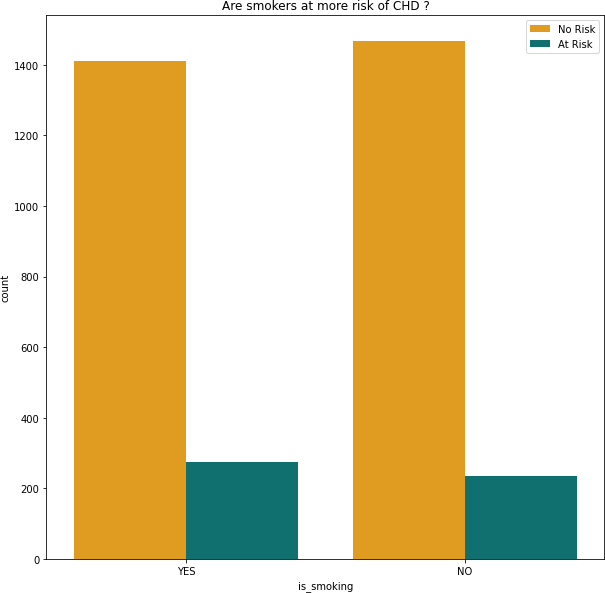 Are smokers at more risk of CHD ?
No Risk
At Risk
1400
1200
1000
800
600
400
200
0
count
YES
NO
is_smoking